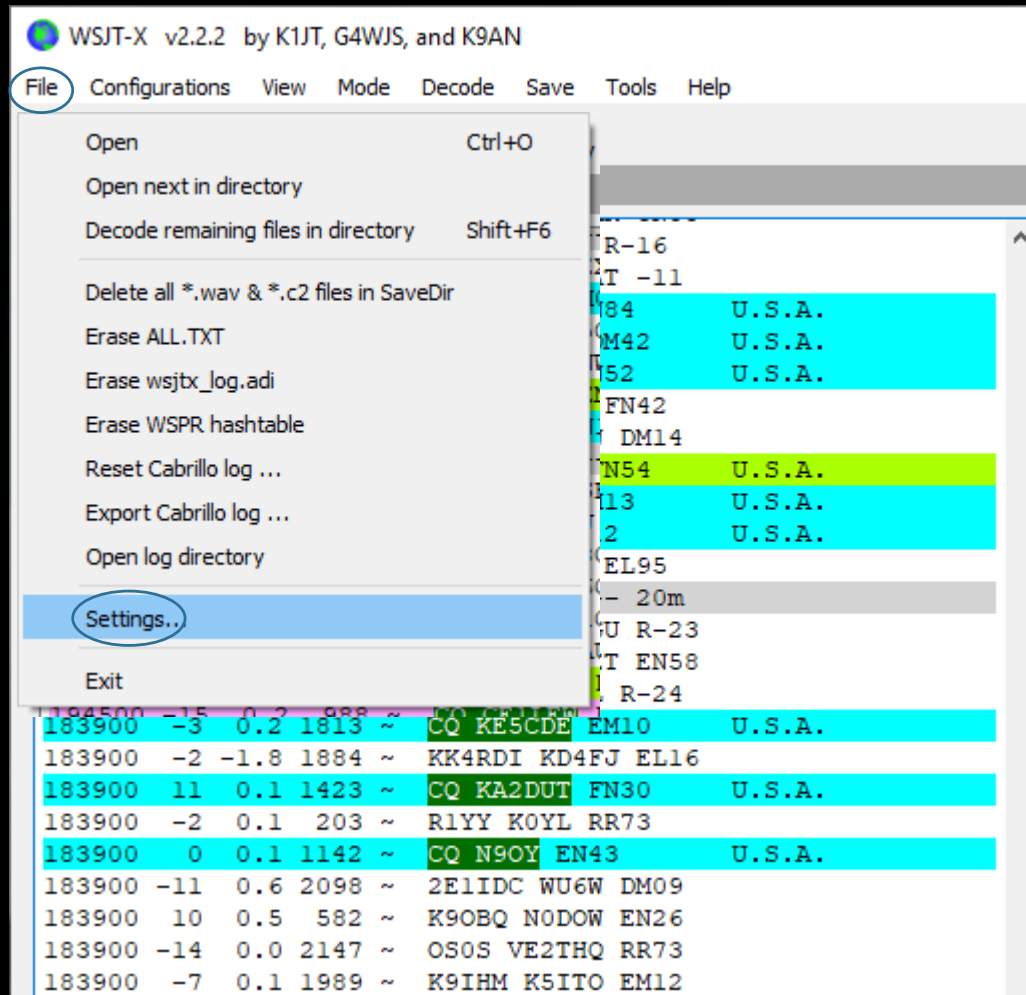 WSJT-X v2.2.2 by K1JT, G4WJS, and K9AN
File Configurations View Mode Decode Save Tools Help
Open Ctrl+O
Open next in directory
Decode remaining files in directory Shift+F6
R-16
T -11
Delete all *.wav & *.c2 files in SaveDir
84 U.S.A.
Erase ALL.TXT
M42 U.S.A.
Erase wsjtx_log.adi
52 U.S.A.
FN42
Erase WSPR hashtable
DM14
Reset Cabrillo log ...
N54 U.S.A.
13 U.S.A.
Export Cabrillo log ...
2 U.S.A.
Open log directory
EL95
- 20m
Settings...
U R-23
T EN58
Exit
R-24
183900 -3 0.2 1813 ~ CQ KE5CDE EM10 U.S.A.
183900 -2 -1.8 1884 ~ KK4RDI KD4FJ EL16
183900 11 0.1 1423 ~ CQ KA2DUT FN30 U.S.A.
183900 -2 0.1 203 ~ R1YY K0YL RR73
183900 0 0.1 1142 ~ CQ N9OY EN43 U.S.A.
183900 -11 0.6 2098 ~ 2E1IDC WU6W DM09
183900 10 0.5 582 ~ K9OBQ N0DOW EN26
183900 -14 0.0 2147 ~ OS0S VE2THQ RR73
183900 -7 0.1 1989 ~ K9IHM K5ITO EM12